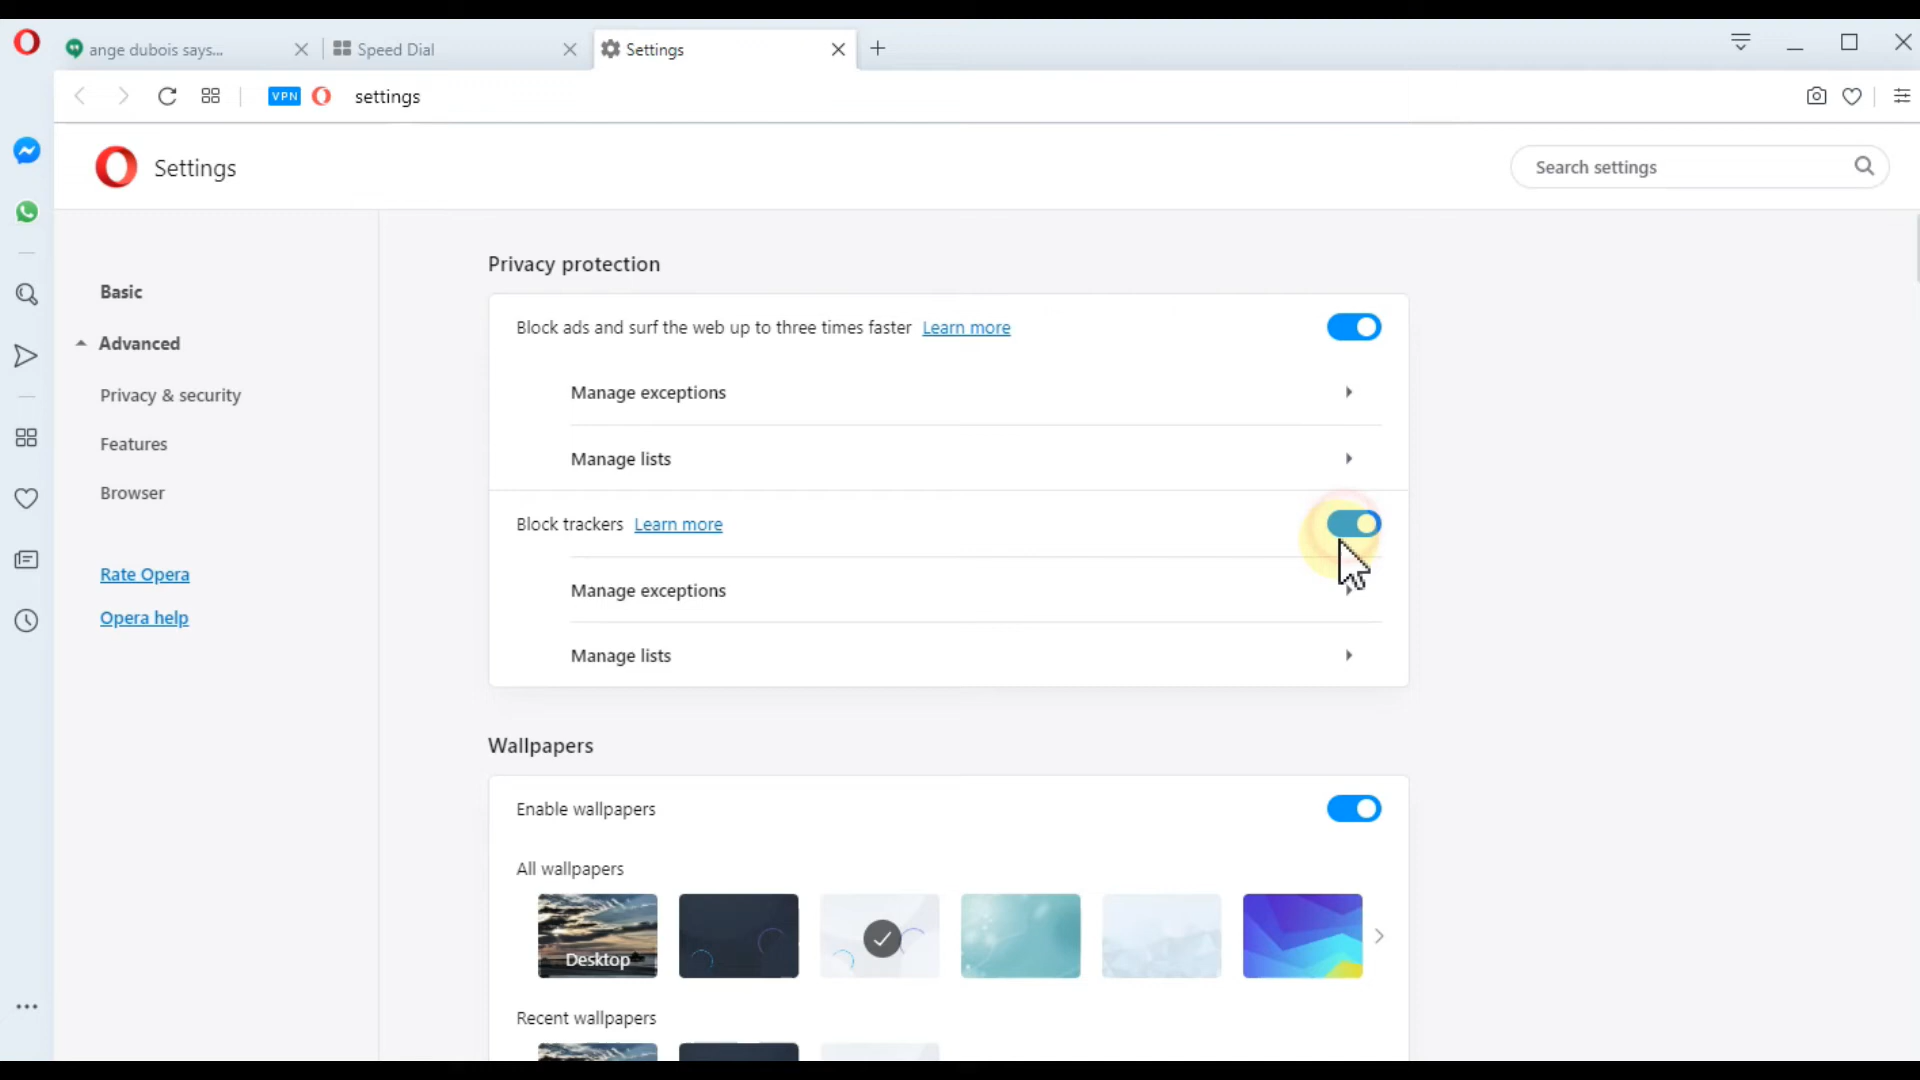 ange dubois says...
Speed Dial
Settings
VPN
settings
Settings
Search settings
Basic
Advanced
Privacy & security
Features
Browser
Rate Opera
Opera help
Privacy protection
Block ads and surf the web up to three times faster Learn more
Manage exceptions
Manage lists
Block trackers Learn more
Manage exceptions
Manage lists
Wallpapers
Enable wallpapers
All wallpapers
Desktop
Recent wallpapers